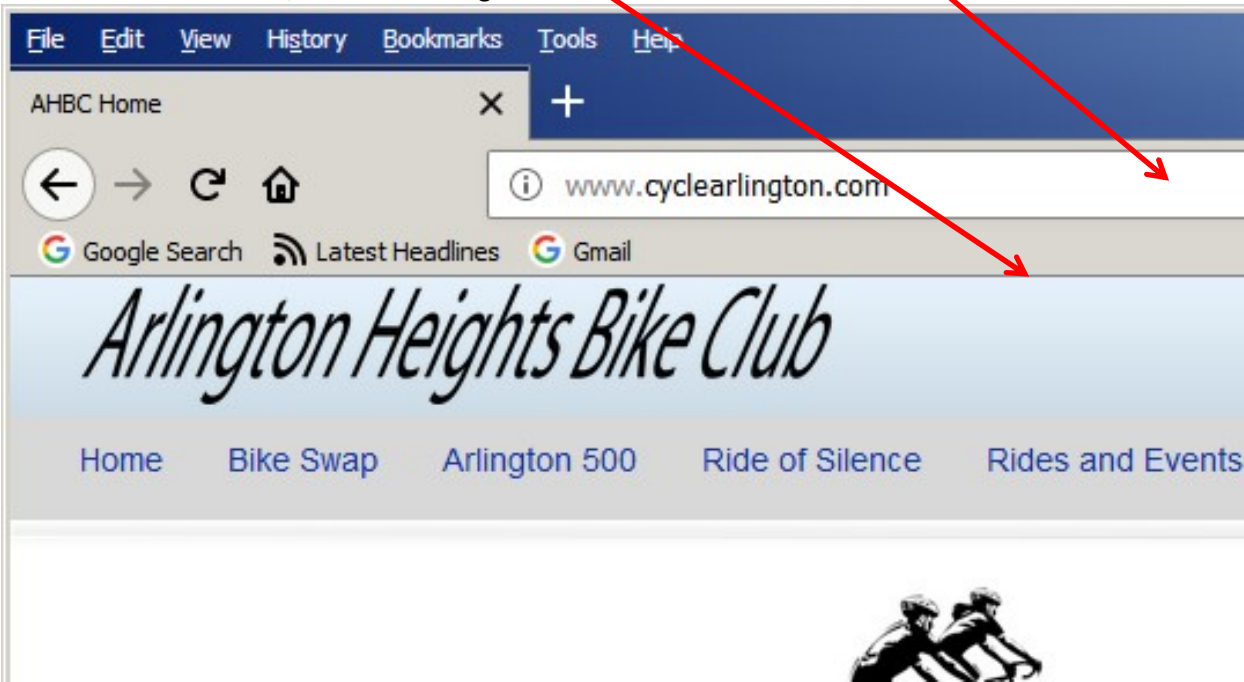 File Edit View History Bookmarks Tools Help
AHBC Home
www.cyclearlington.com
Google Search Latest Headlines Gmail
Arlington Heights Bike Club
Home Bike Swap Arlington 500 Ride of Silence Rides and Events